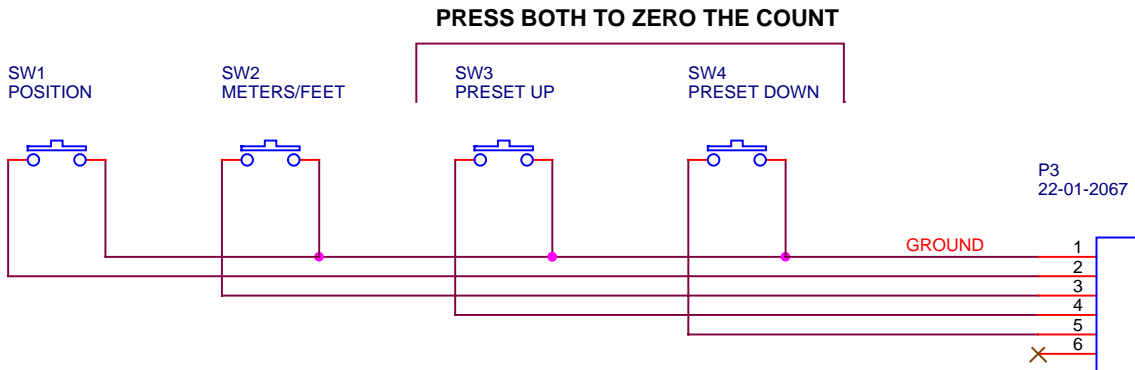 PRESS BOTH TO ZERO THE COUNT
SW1
POSITION
SW2
METERS/FEET
SW3
PRESET UP
SW4
PRESET DOWN
P3
22-01-2067
GROUND
1
2
3
4
5
6